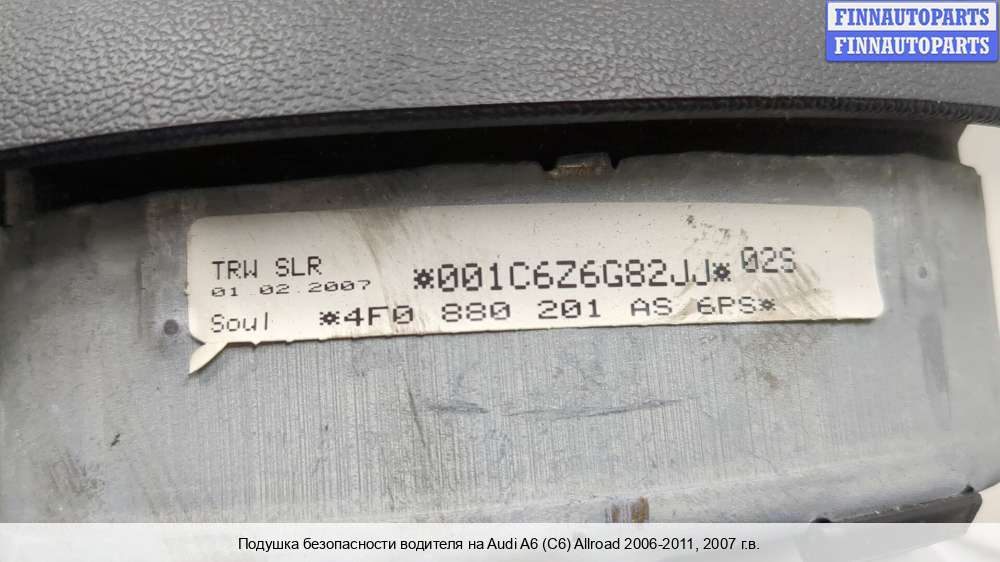 FINNAUTOPARTS
FINNAUTOPARTS
TRW SLR
01.02.2007
*001C6Z6G82JJ* 02S
Soul *4F0 880 201 AS 6PS*
Подушка безопасности водителя на Audi A6 (C6) Allroad 2006-2011, 2007 г.в.